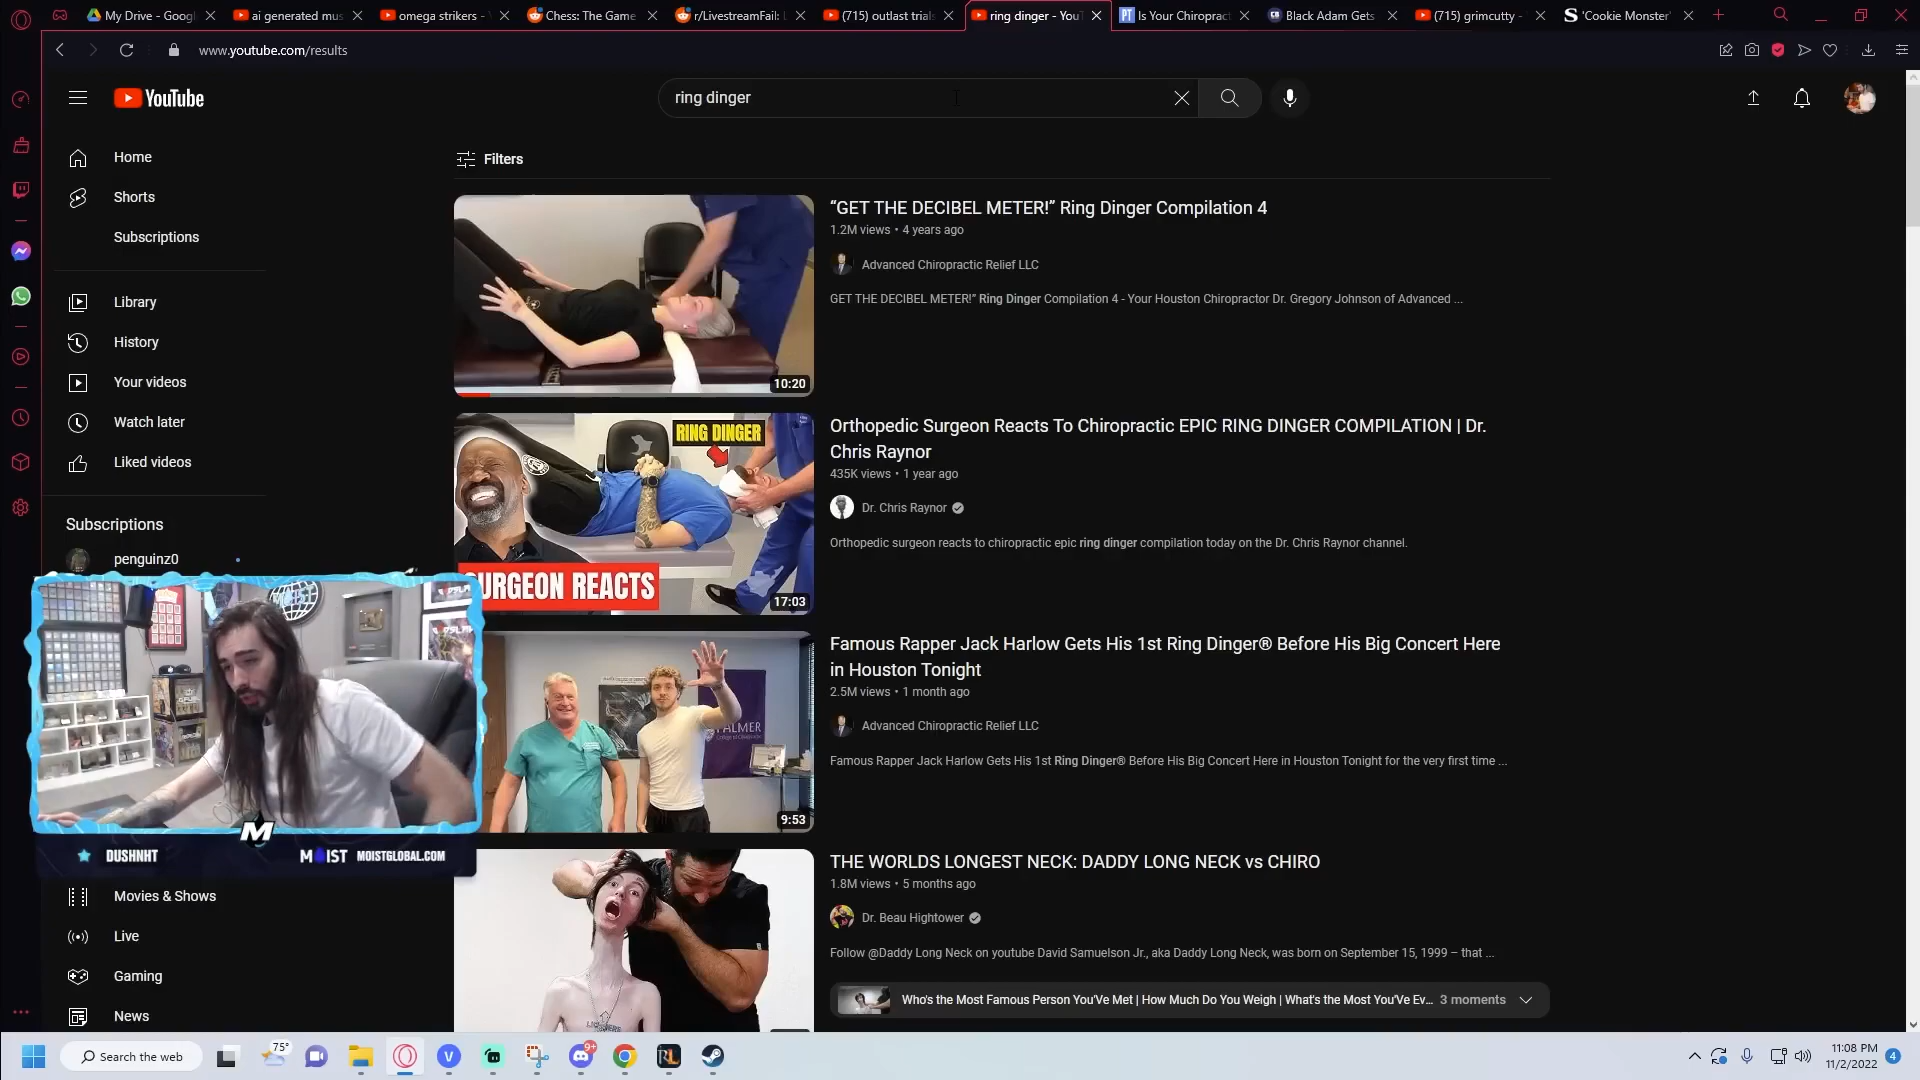 My Drive - Googl
ai generated mus
omega strikers -
Chess: The Game
r/LivestreamFail:
(715) outlast trials
ring dinger - YouT
Is Your Chiropract
Black Adam Gets
(715) grimcutty -
'Cookie Monster'
www.youtube.com/results
YouTube
ring dinger
Home
Shorts
Subscriptions
Library
History
Your videos
Watch later
Liked videos
Subscriptions
penguinz0
Filters
10:20
“GET THE DECIBEL METER!” Ring Dinger Compilation 4
1.2M views • 4 years ago
Advanced Chiropractic Relief LLC
GET THE DECIBEL METER!” Ring Dinger Compilation 4 - Your Houston Chiropractor Dr. Gregory Johnson of Advanced ...
RING DINGER
SURGEON REACTS
17:03
Orthopedic Surgeon Reacts To Chiropractic EPIC RING DINGER COMPILATION | Dr.
Chris Raynor
435K views • 1 year ago
Dr. Chris Raynor
Orthopedic surgeon reacts to chiropractic epic ring dinger compilation today on the Dr. Chris Raynor channel.
PALMER
9:53
Famous Rapper Jack Harlow Gets His 1st Ring Dinger® Before His Big Concert Here
in Houston Tonight
2.5M views • 1 month ago
Advanced Chiropractic Relief LLC
Famous Rapper Jack Harlow Gets His 1st Ring Dinger® Before His Big Concert Here in Houston Tonight for the very first time ...
M
DUSHNHT
MOIST MOISTGLOBAL.COM
Movies & Shows
Live
Gaming
News
THE WORLDS LONGEST NECK: DADDY LONG NECK vs CHIRO
1.8M views • 5 months ago
Dr. Beau Hightower
Follow @Daddy Long Neck on youtube David Samuelson Jr., aka Daddy Long Neck, was born on September 15, 1999 – that ...
Who's the Most Famous Person You'Ve Met | How Much Do You Weigh | What's the Most You'Ve Ev... 3 moments
Search the web
75°
9+
11:08 PM
11/2/2022
4